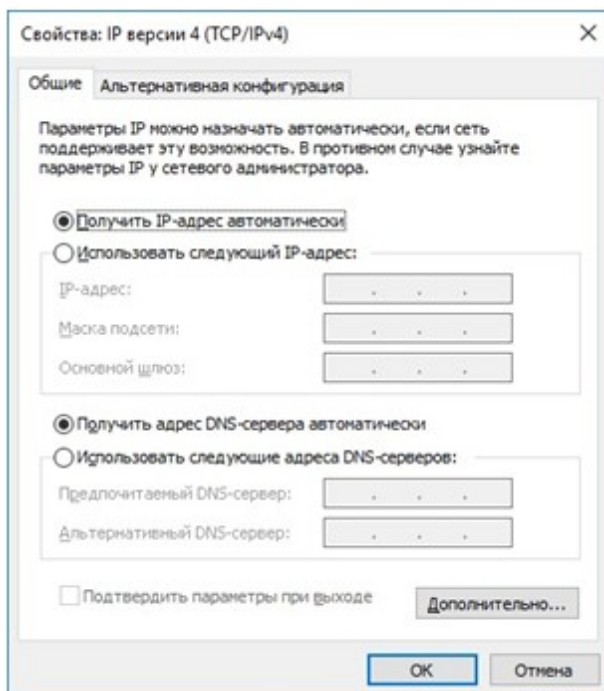 Свойства: IP версии 4 (TCP/IPv4)
Общие
Альтернативная конфигурация
Параметры IP можно назначать автоматически, если сеть
поддерживает эту возможность. В противном случае узнайте
параметры IP у сетевого администратора.
Получить IP-адрес автоматически
Использовать следующий IP-адрес:
IP-адрес:
Маска подсети:
Основной шлюз:
Получить адрес DNS-сервера автоматически
Использовать следующие адреса DNS-серверов:
Предпочитаемый DNS-сервер:
Альтернативный DNS-сервер:
Подтвердить параметры при выходе
Дополнительно...
ОК
Отмена